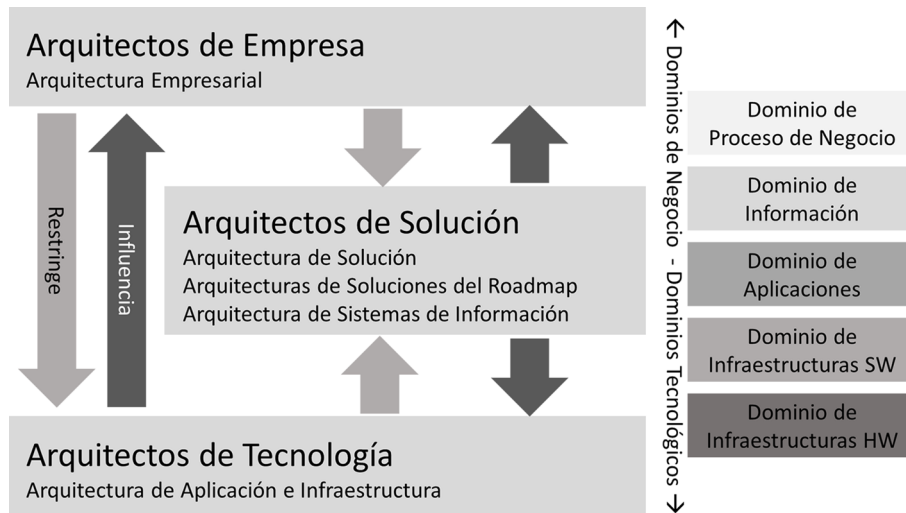 Arquitectos de Empresa
Arquitectura Empresarial
Restringe
Influencia
Arquitectos de Solución
Arquitectura de Solución
Arquitecturas de Soluciones del Roadmap
Arquitectura de Sistemas de Información
Arquitectos de Tecnología
Arquitectura de Aplicación e Infraestructura
← Dominios de Negocio - Dominios Tecnológicos →
Dominio de
Proceso de Negocio
Dominio de
Información
Dominio de
Aplicaciones
Dominio de
Infraestructuras SW
Dominio de
Infraestructuras HW